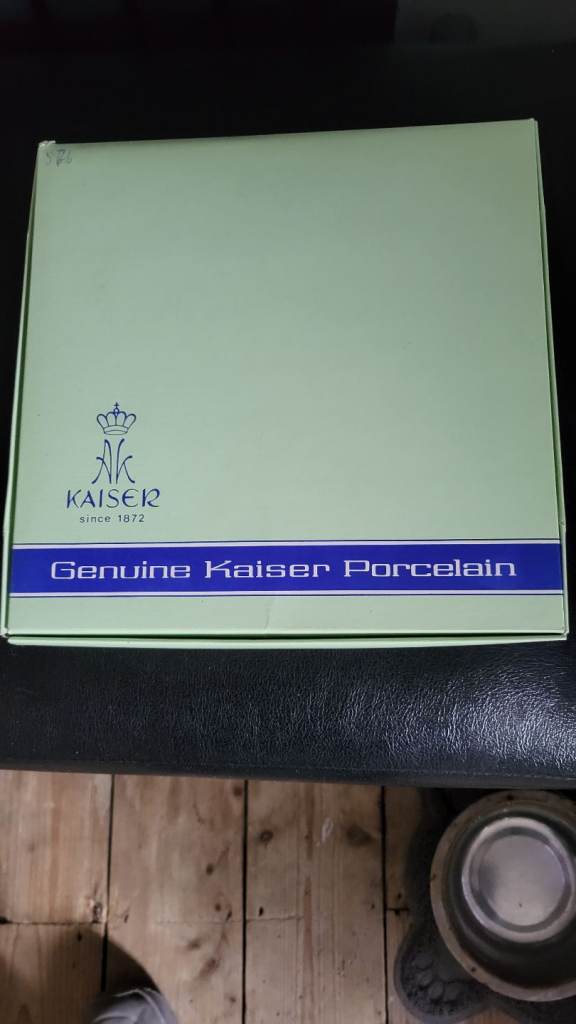 AK
KAISER
since 1872
Genuine Kaiser Porcelain